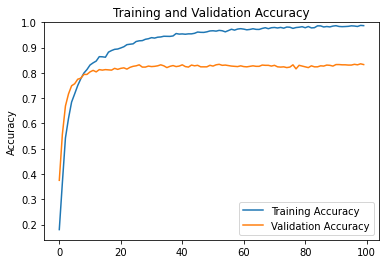 Training and Validation Accuracy
1.0
0.9
0.8
0.7
0.6
0.5
0.4
0.3
0.2
Accuracy
Training Accuracy
Validation Accuracy
0 20 40 60 80 100